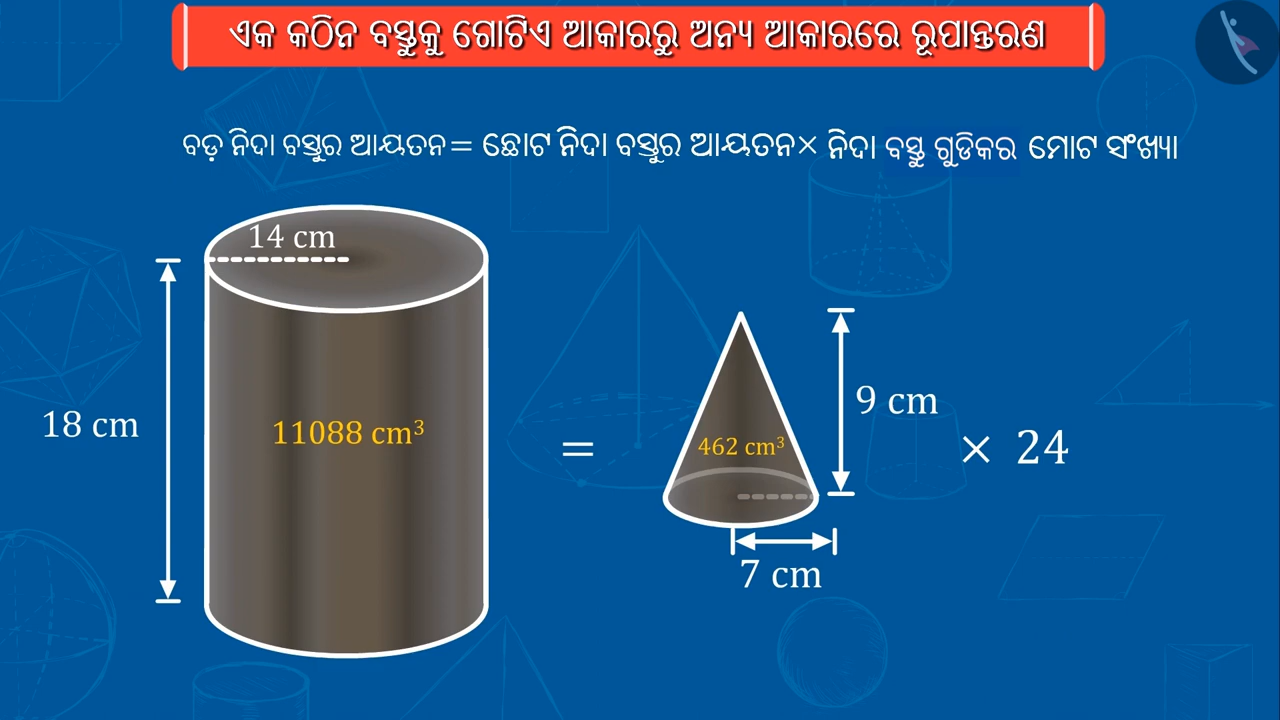 ଏକ କଠିନ ବସ୍ତୁକୁ ଗୋଟିଏ ଆକାରରୁ ଅନ୍ୟ ଆକାରରେ ରୂପାନ୍ତରଣ
ବଡ଼ ନିଦା ବସ୍ତୁର ଆୟତନ = ଛୋଟ ନିଦା ବସ୍ତୁର ଆୟତନ × ନିଦା ବସ୍ତୁ ଗୁଡିକର ମୋଟ ସଂଖ୍ୟା
14 cm
18 cm
11088 cm³
=
462 cm³
9 cm
× 24
7 cm